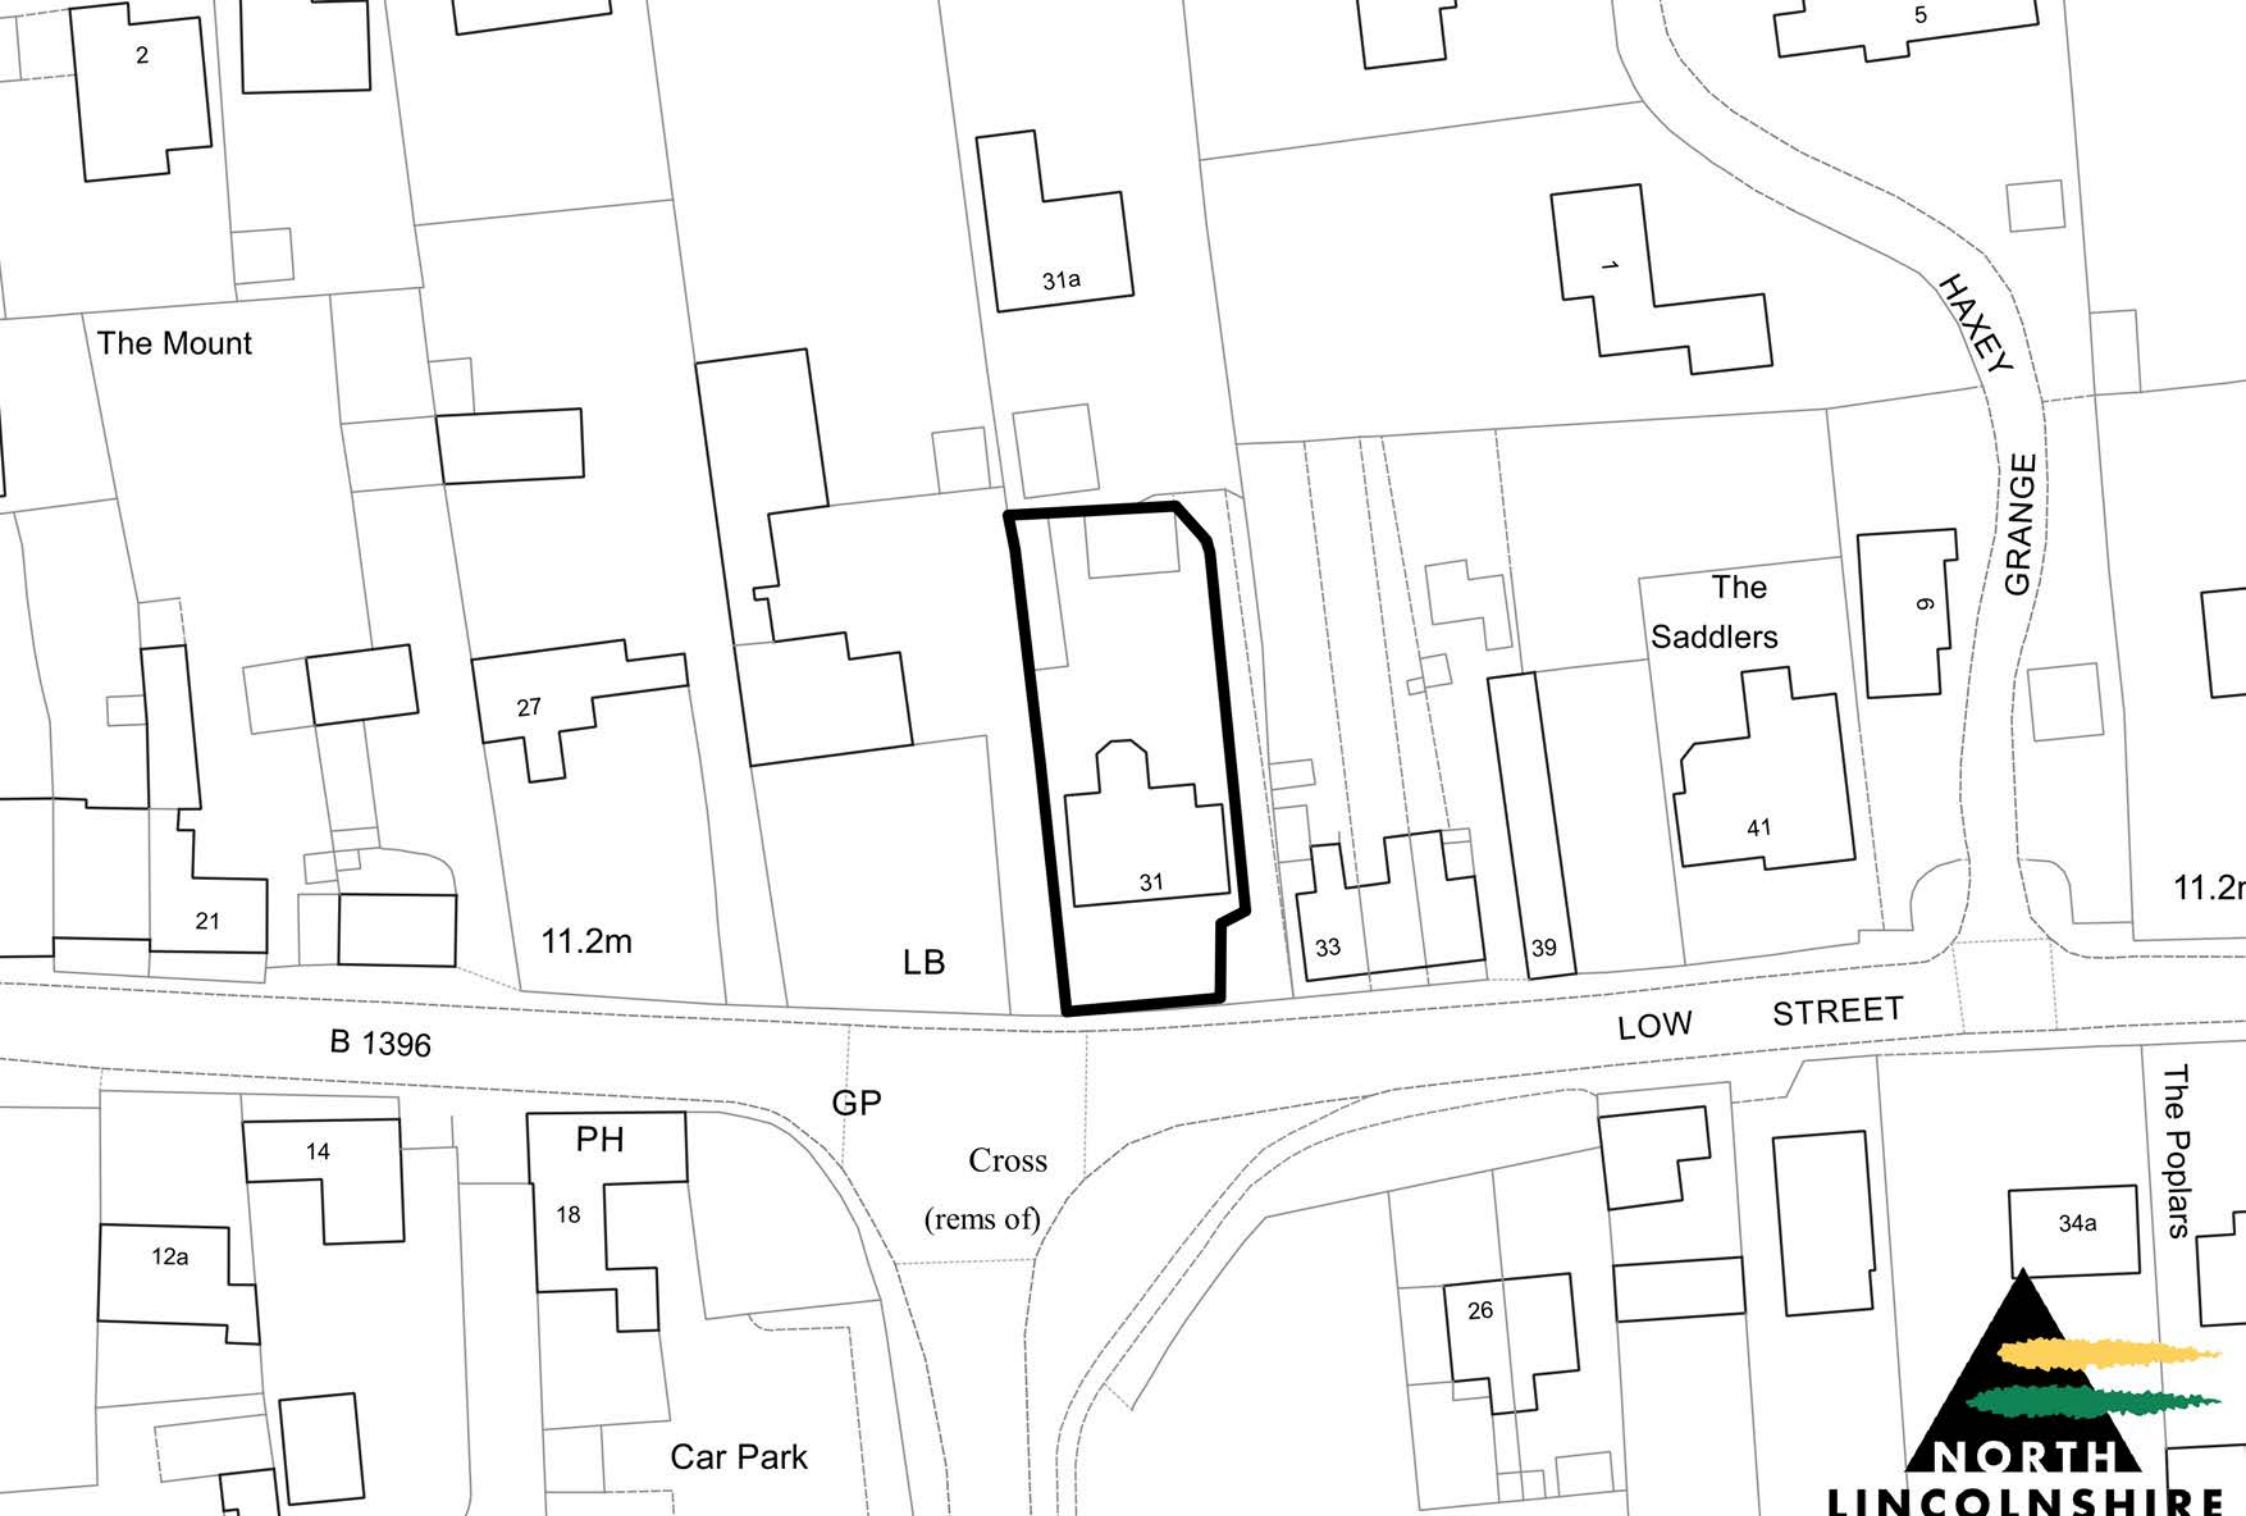 2
5
31a
1
The Mount
HAXEY
GRANGE
The
Saddlers
6
27
41
31
21
11.2m
LB
33
39
11.2
B 1396
LOW STREET
GP
PH
14
Cross
18
(rems of)
12a
The Poplars
34a
26
Car Park
NORTH
LINCOLNSHIRE